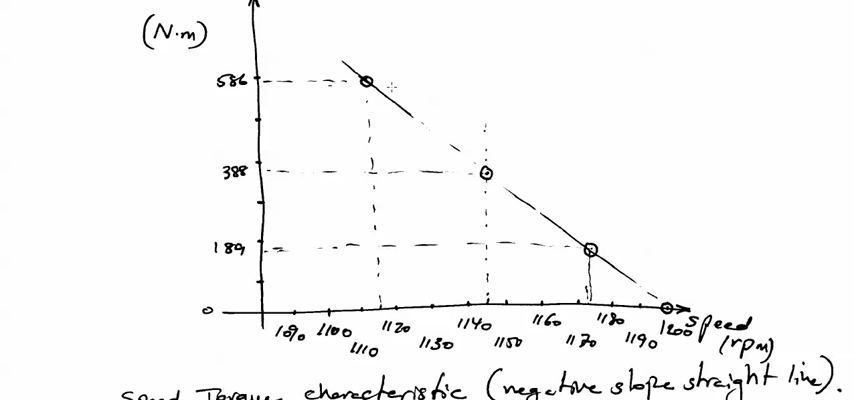 (N.m)
586
388
189
0
1090 1100 1110 1120 1130 1140 1150 1160 1170 1180 1190 1200
speed
(rpm)
Speed Torque characteristic (negative slope straight line).